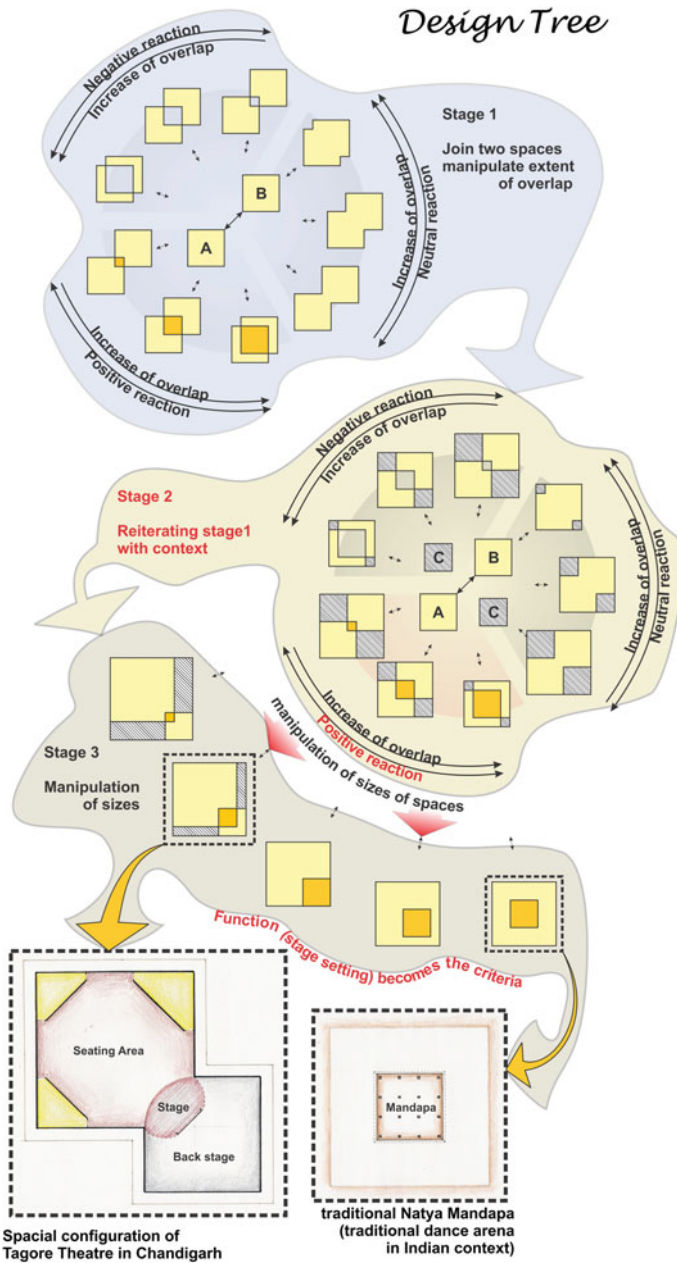 Design Tree
Negative reaction
Increase of overlap
Stage 1
Join two spaces
manipulate extent
of overlap
B
A
Increase of overlap
Neutral reaction
Increase of overlap
Positive reaction
Negative reaction
Increase of overlap
Stage 2
Reiterating stage1
with context
C
B
A
C
Increase of overlap
Neutral reaction
Increase of overlap
Positive reaction
manipulation of sizes of spaces
Stage 3
Manipulation
of sizes
Function (stage setting) becomes the criteria
Seating Area
Stage
Back stage
Mandapa
Spacial configuration of
Tagore Theatre in Chandigarh
traditional Natya Mandapa
(traditional dance arena
in Indian context)